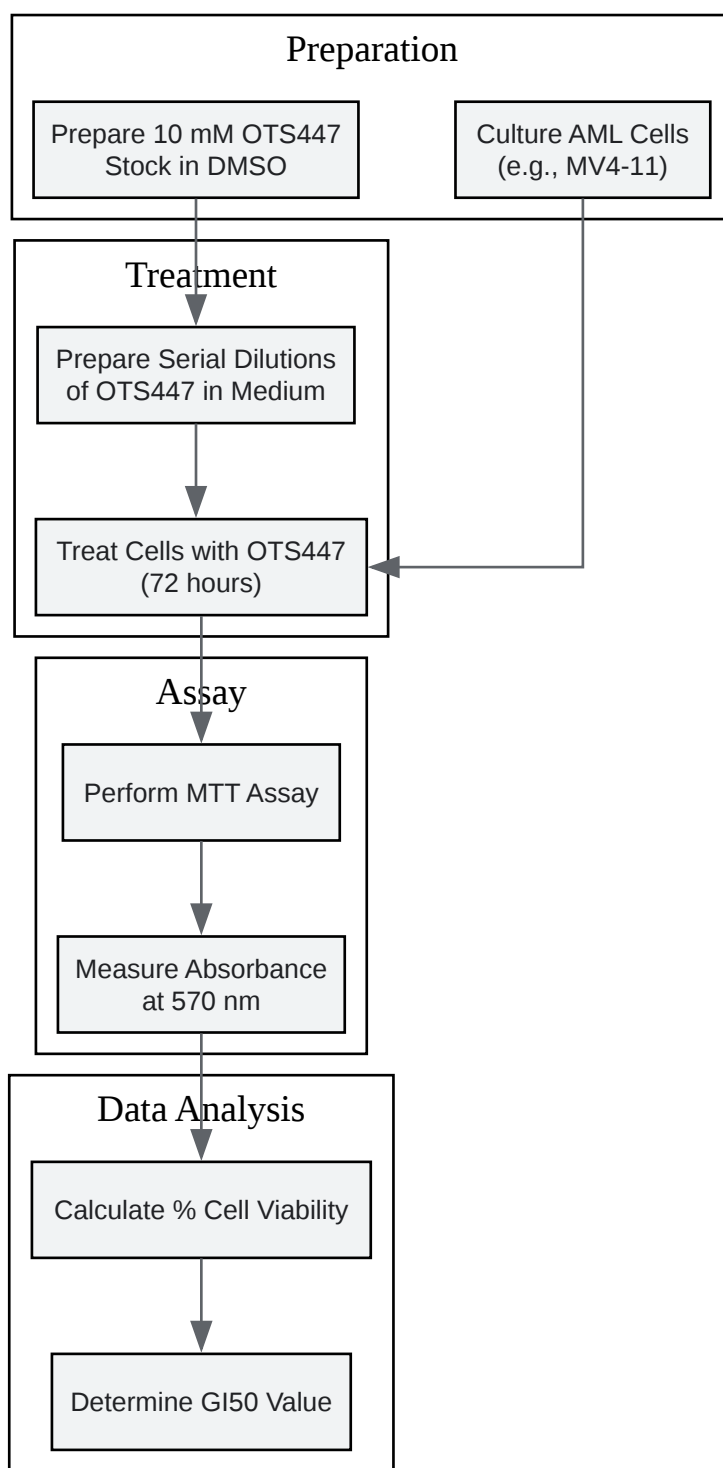 Preparation
Prepare 10 mM OTS447
Stock in DMSO
Culture AML Cells
(e.g., MV4-11)
Treatment
Prepare Serial Dilutions
of OTS447 in Medium
Treat Cells with OTS447
(72 hours)
Assay
Perform MTT Assay
Measure Absorbance
at 570 nm
Data Analysis
Calculate % Cell Viability
Determine GI50 Value